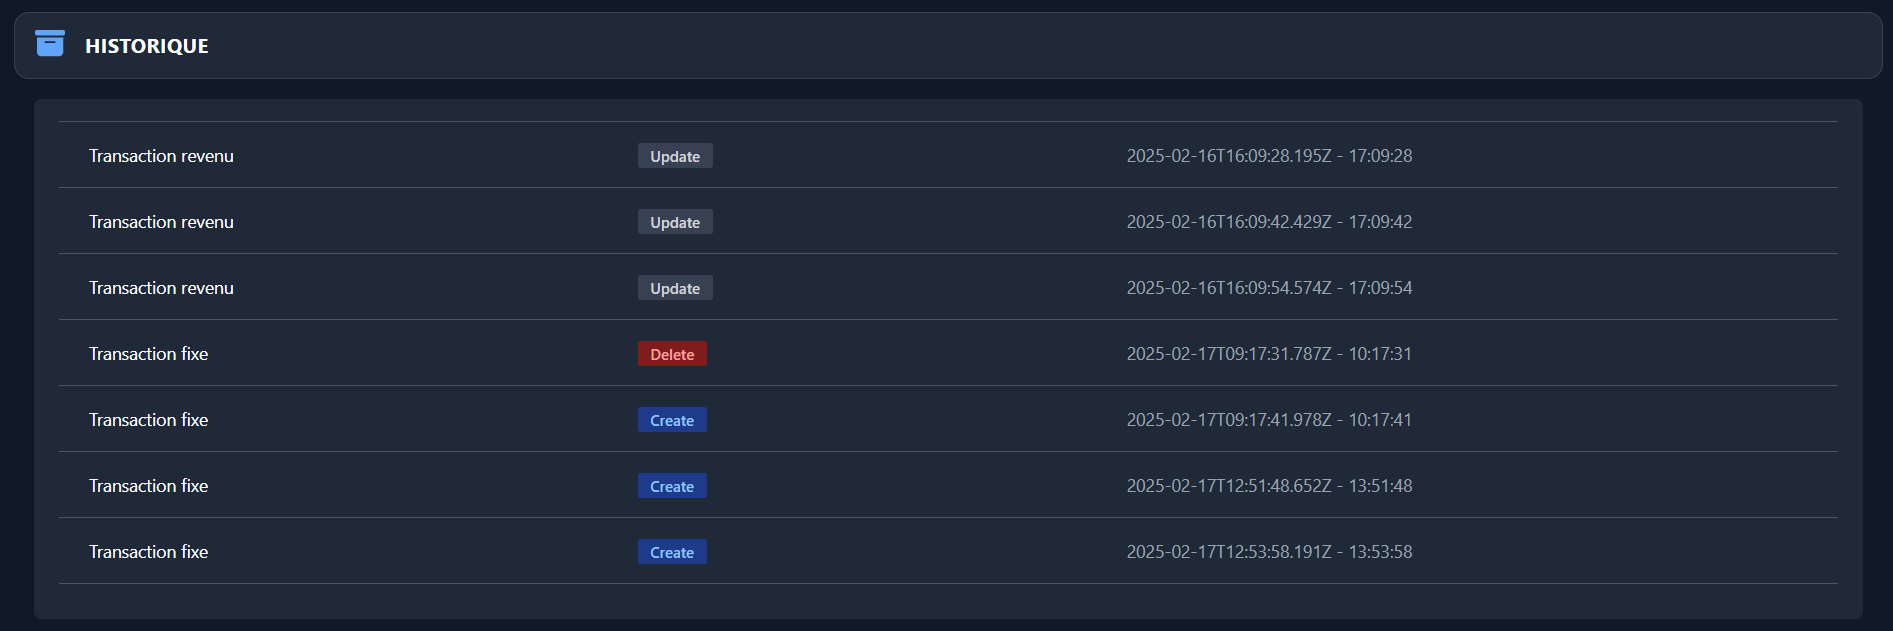 HISTORIQUE
Transaction revenu Update 2025-02-16T16:09:28.195Z - 17:09:28
Transaction revenu Update 2025-02-16T16:09:42.429Z - 17:09:42
Transaction revenu Update 2025-02-16T16:09:54.574Z - 17:09:54
Transaction fixe Delete 2025-02-17T09:17:31.787Z - 10:17:31
Transaction fixe Create 2025-02-17T09:17:41.978Z - 10:17:41
Transaction fixe Create 2025-02-17T12:51:48.652Z - 13:51:48
Transaction fixe Create 2025-02-17T12:53:58.191Z - 13:53:58